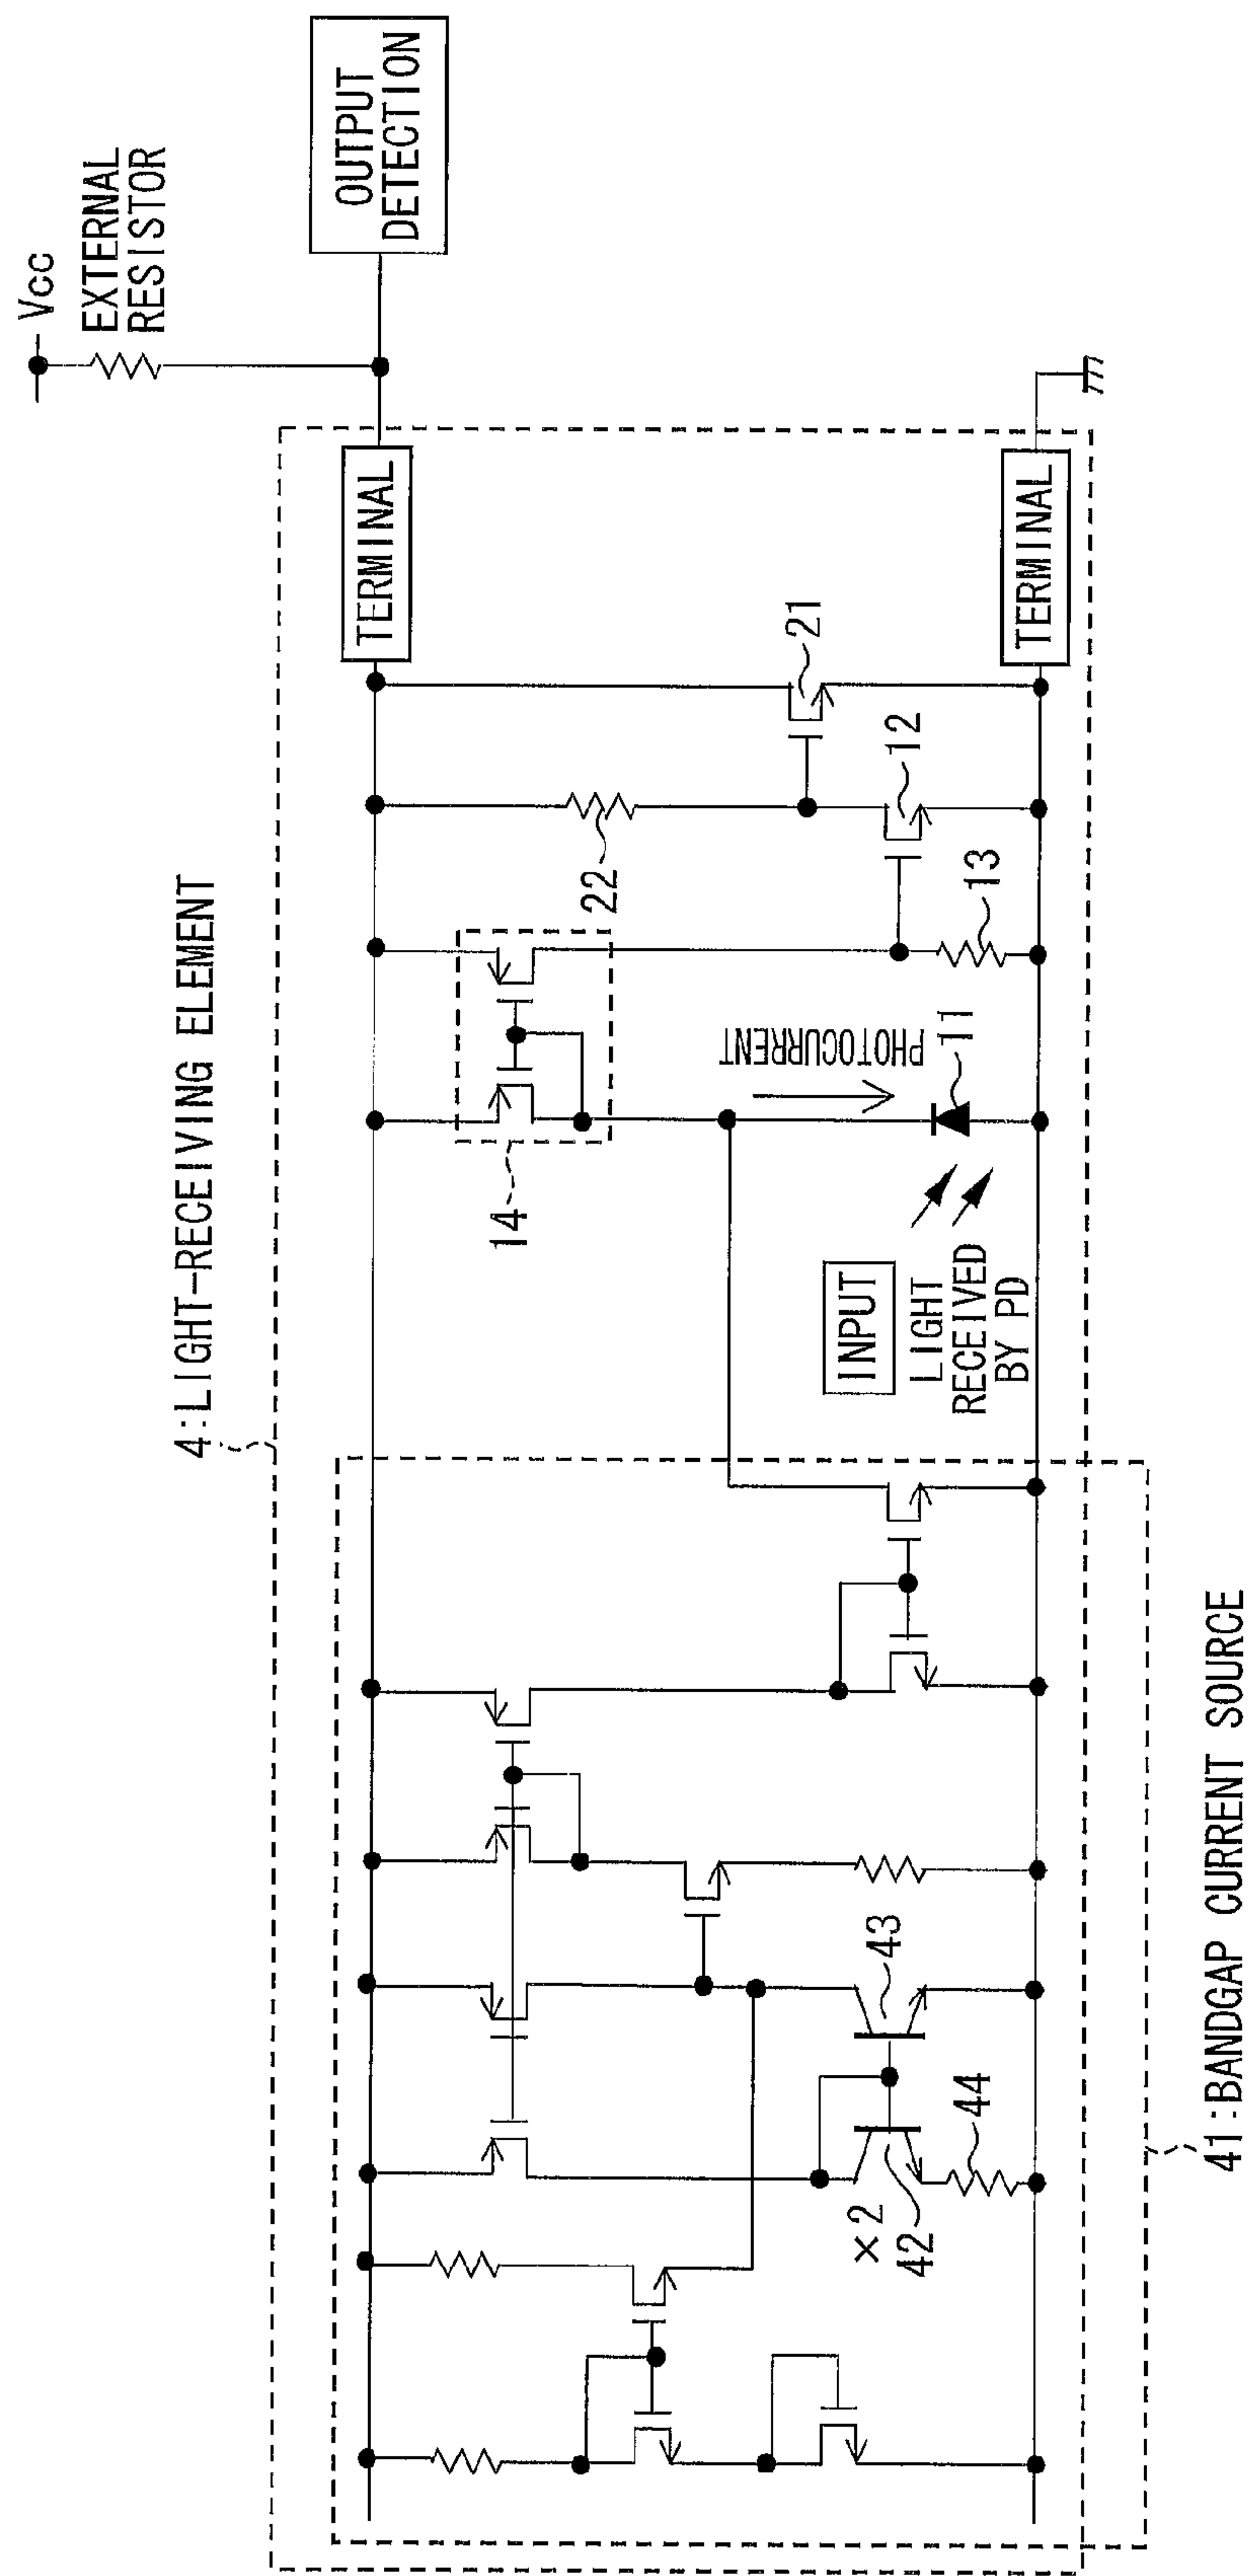 4:LIGHT-RECEIVING ELEMENT
Vcc
EXTERNAL
RESISTOR
OUTPUT
DETECTION
TERMINAL
TERMINAL
14
22
21
12
13
PHOTOCURRENT
11
INPUT
LIGHT
RECEIVED
BY PD
×2
42
43
44
41:BANDGAP CURRENT SOURCE